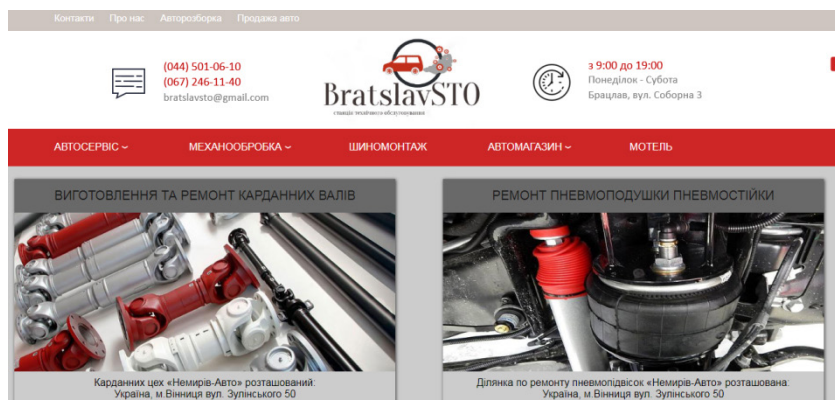 Контакти Про нас Авторозборка Продажа авто
(044) 501-06-10
(067) 246-11-40
bratslavsto@gmail.com
BratslavSTO
станція технічного обслуговування
з 9:00 до 19:00
Понеділок - Субота
Брацлав, вул. Соборна 3
АВТОСЕРВІС МЕХАНООБРОБКА ШИНОМОНТАЖ АВТОМАГАЗИН МОТЕЛЬ
ВИГОТОВЛЕННЯ ТА РЕМОНТ КАРДАННИХ ВАЛІВ
Карданних цех «Немирів-Авто» розташований:
Україна, м.Вінниця вул. Зулінського 50
РЕМОНТ ПНЕВМОПОДУШКИ ПНЕВМОСТІЙКИ
Ділянка по ремонту пневмопідвісок «Немирів-Авто» розташована:
Україна, м.Вінниця вул. Зулінського 50